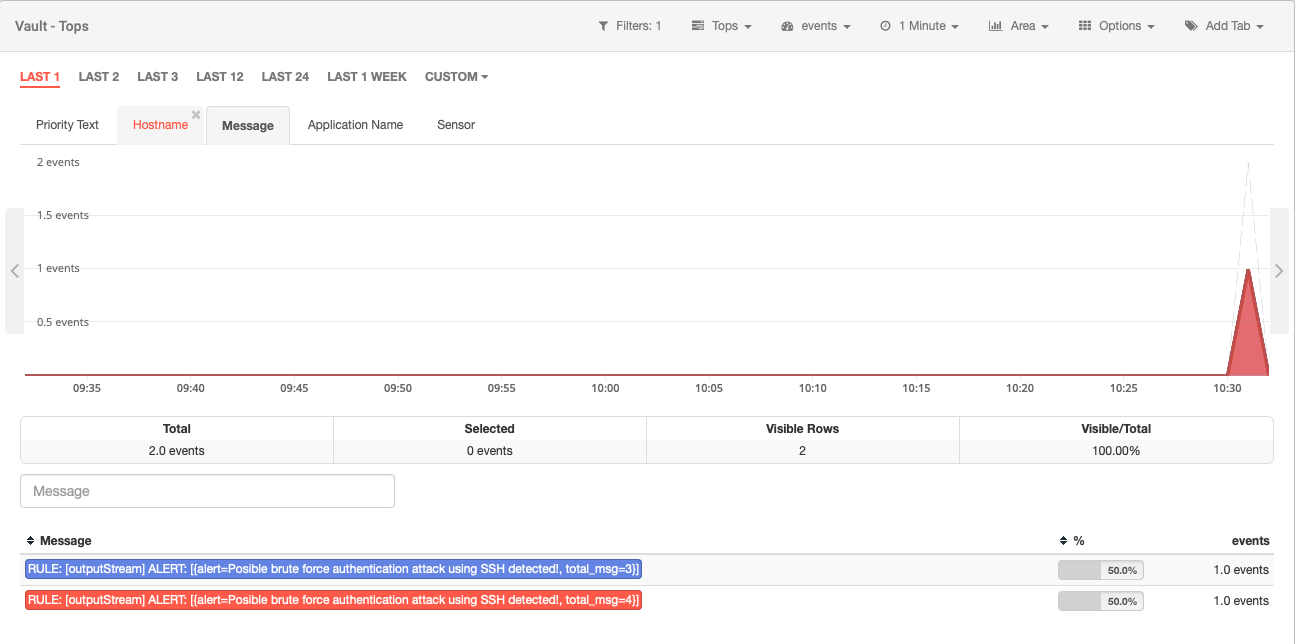 Vault - Tops
Filters: 1 Tops events 1 Minute Area Options Add Tab
LAST 1 LAST 2 LAST 3 LAST 12 LAST 24 LAST 1 WEEK CUSTOM
Priority Text Hostname Message Application Name Sensor
2 events
1.5 events
1 events
0.5 events
09:35 09:40 09:45 09:50 09:55 10:00 10:05 10:10 10:15 10:20 10:25 10:30
Total Selected Visible Rows Visible/Total
2.0 events 0 events 2 100.00%
Message
Message % events
RULE: [outputStream] ALERT: [{alert=Posible brute force authentication attack using SSH detected!, total_msg=3}] 50.0% 1.0 events
RULE: [outputStream] ALERT: [{alert=Posible brute force authentication attack using SSH detected!, total_msg=4}] 50.0% 1.0 events